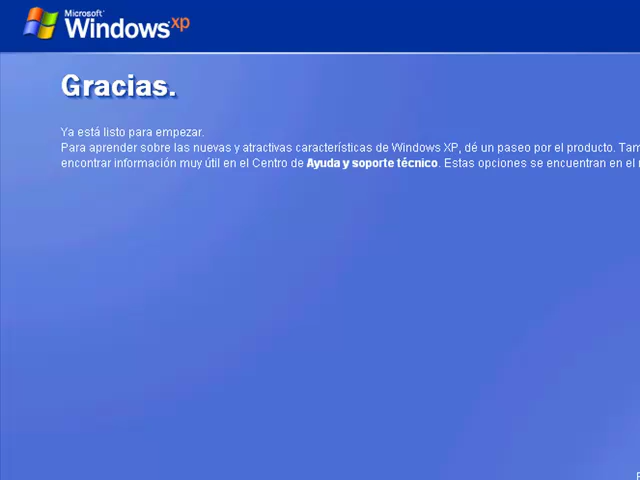 Microsoft
Windows xp
Gracias.
Ya está listo para empezar.
Para aprender sobre las nuevas y atractivas características de Windows XP, dé un paseo por el producto.
encontrar información muy útil en el Centro de Ayuda y soporte técnico. Estas opciones se encuentran en el